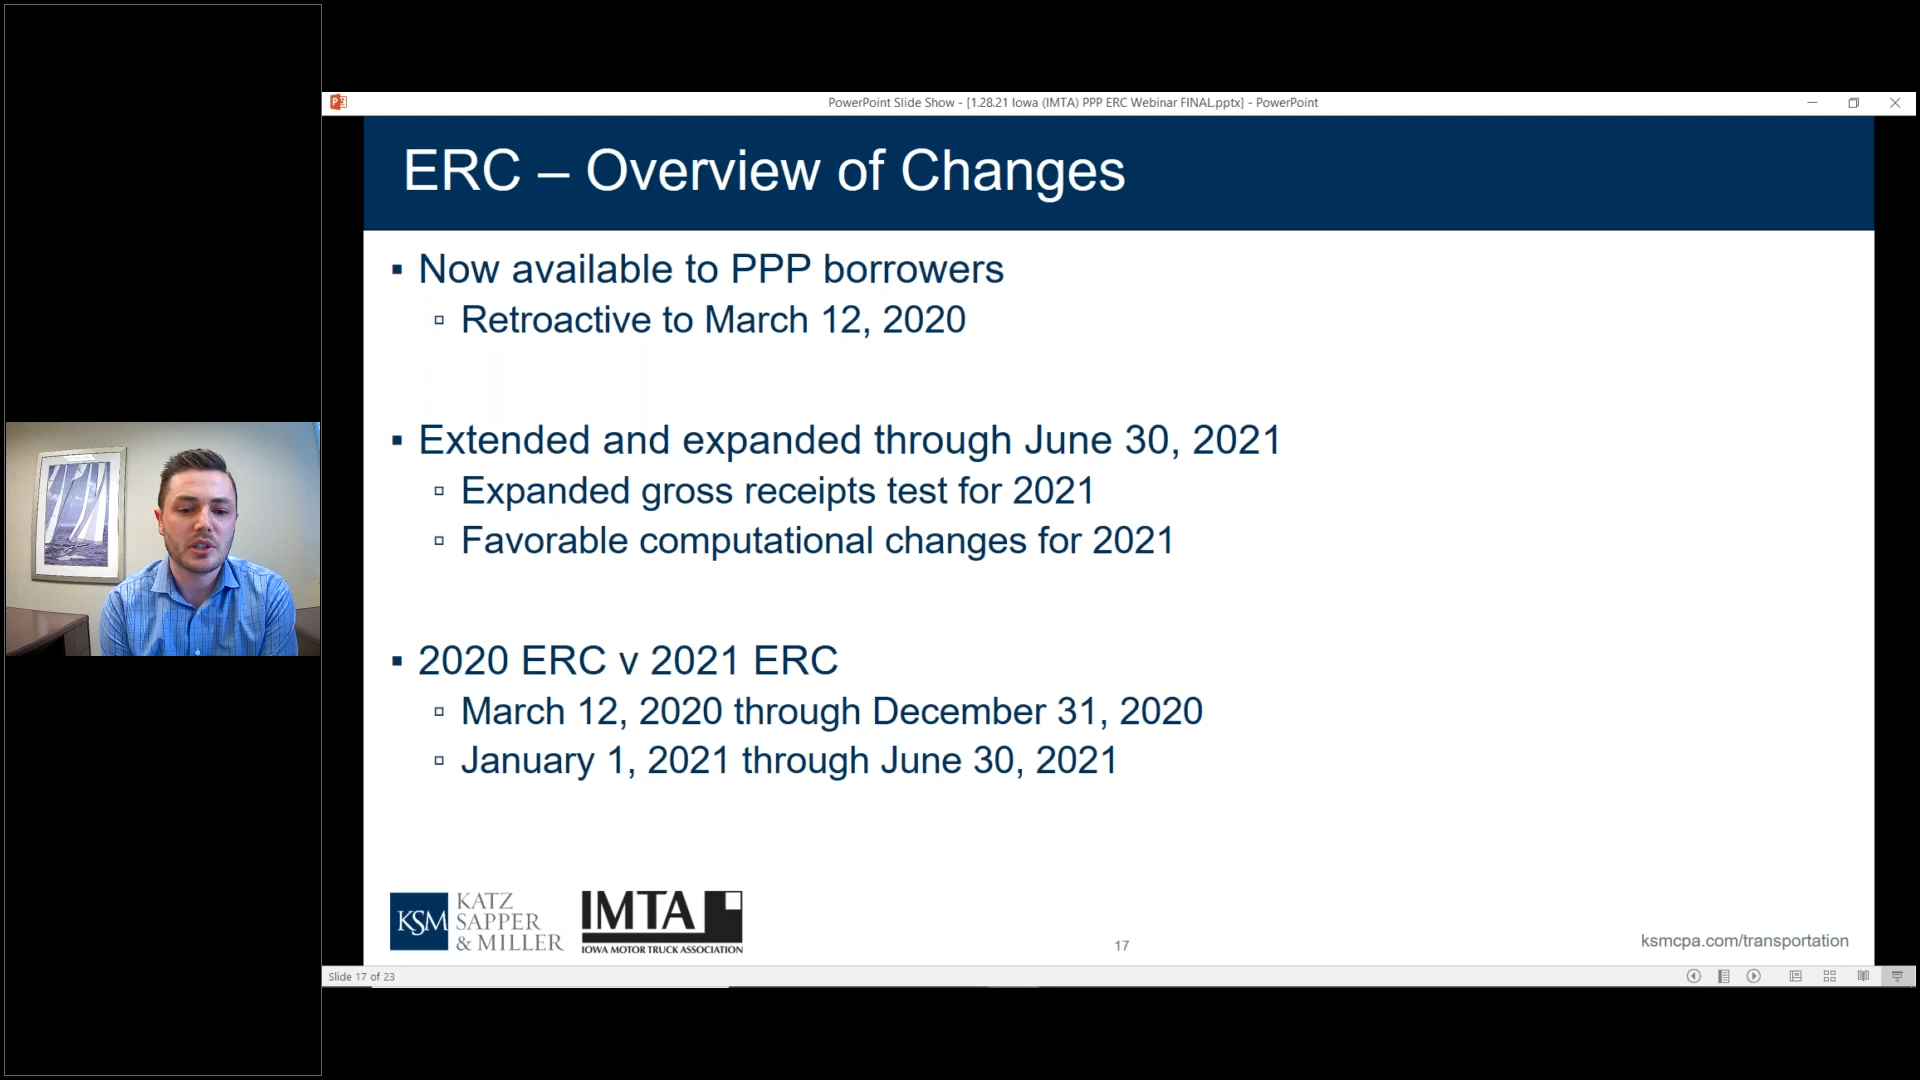 PowerPoint Slide Show - [1.28.21 Iowa (IMTA) PPP ERC Webinar FINAL.pptx] - PowerPoint
ERC – Overview of Changes
▪ Now available to PPP borrowers
▫ Retroactive to March 12, 2020
▪ Extended and expanded through June 30, 2021
▫ Expanded gross receipts test for 2021
▫ Favorable computational changes for 2021
▪ 2020 ERC v 2021 ERC
▫ March 12, 2020 through December 31, 2020
▫ January 1, 2021 through June 30, 2021
KSM
KATZ
SAPPER
& MILLER
IMTA
IOWA MOTOR TRUCK ASSOCIATION
17
ksmcpa.com/transportation
Slide 17 of 23